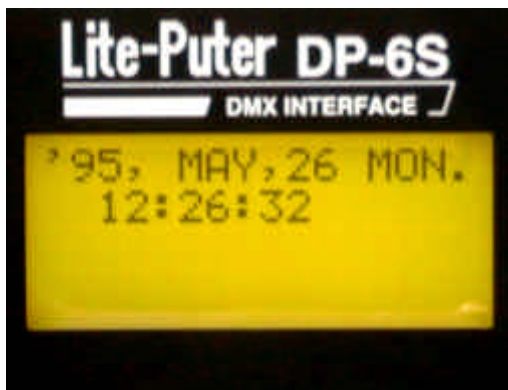 Lite-Puter DP-6S
DMX INTERFACE
'95, MAY,26 MON.
12:26:32